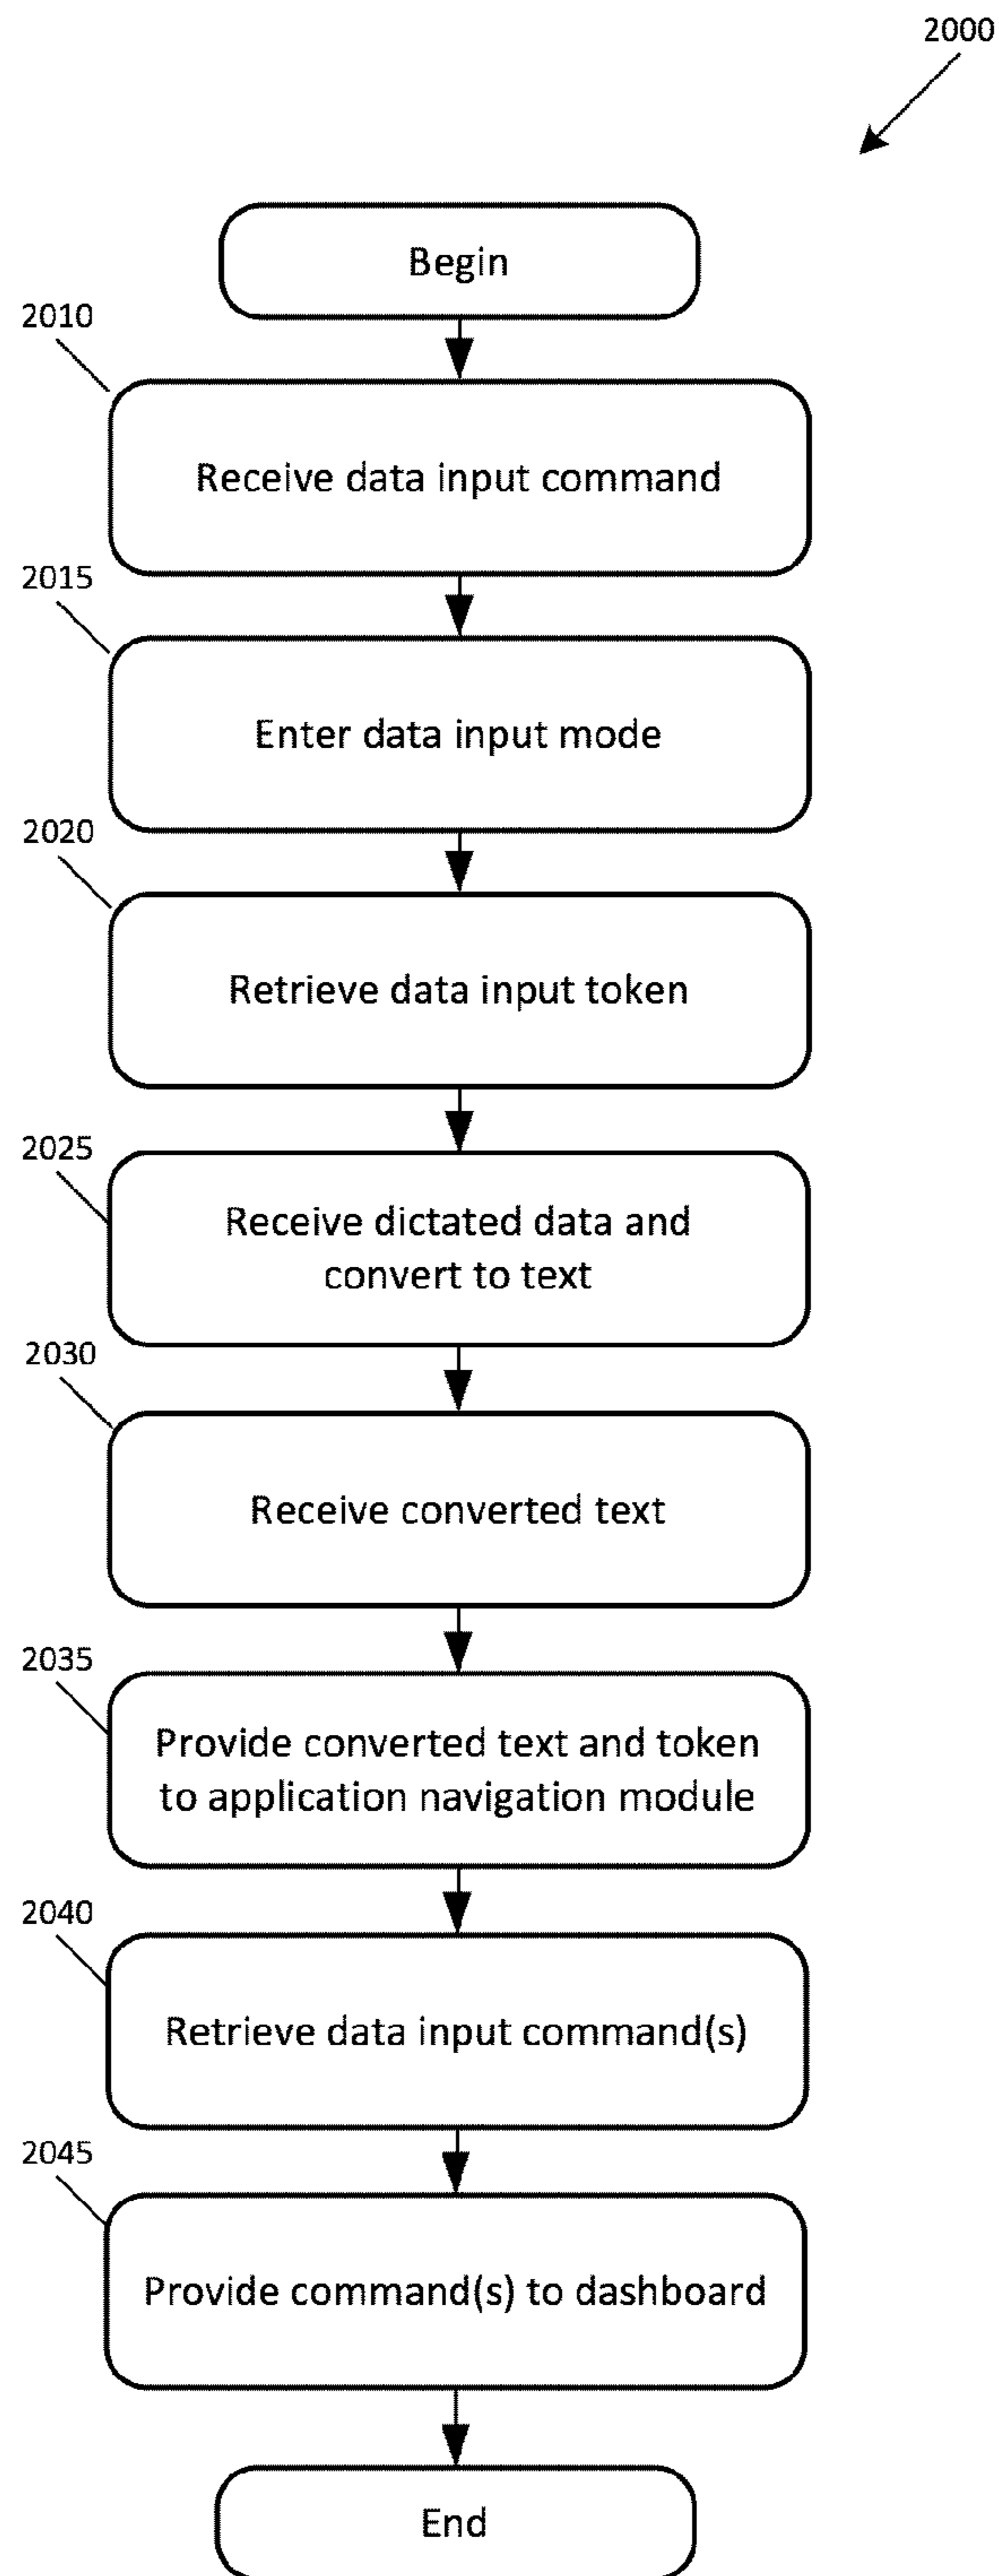 2000
Begin
2010
Receive data input command
2015
Enter data input mode
2020
Retrieve data input token
2025
Receive dictated data and
convert to text
2030
Receive converted text
2035
Provide converted text and token
to application navigation module
2040
Retrieve data input command(s)
2045
Provide command(s) to dashboard
End